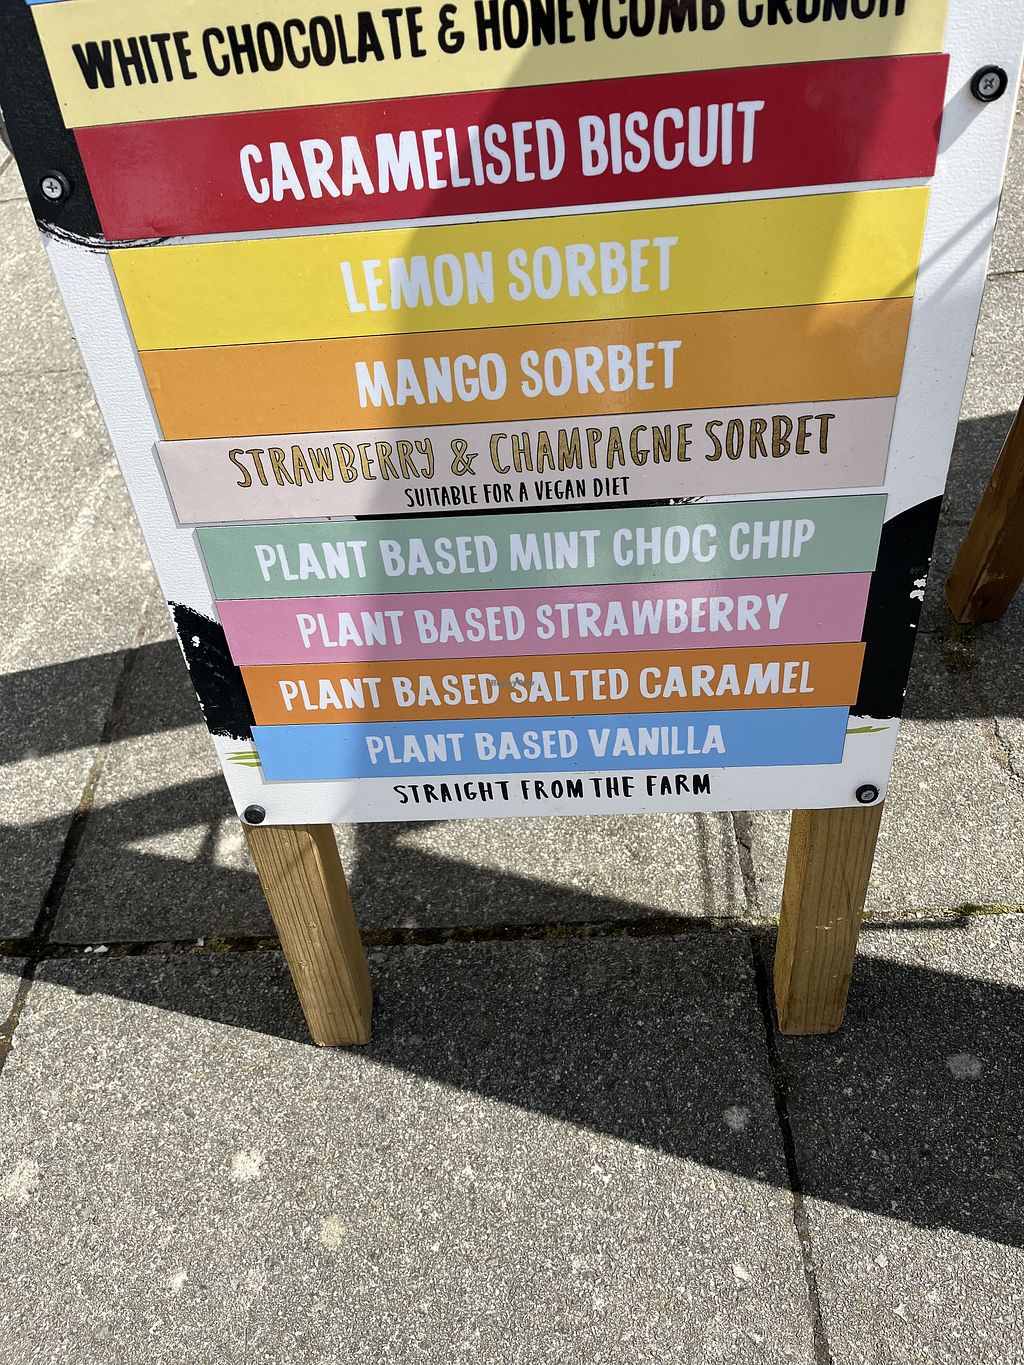 WHITE CHOCOLATE & HONEYCOMB CRUNCH
CARAMELISED BISCUIT
LEMON SORBET
MANGO SORBET
STRAWBERRY & CHAMPAGNE SORBET
SUITABLE FOR A VEGAN DIET
PLANT BASED MINT CHOC CHIP
PLANT BASED STRAWBERRY
PLANT BASED SALTED CARAMEL
PLANT BASED VANILLA
STRAIGHT FROM THE FARM